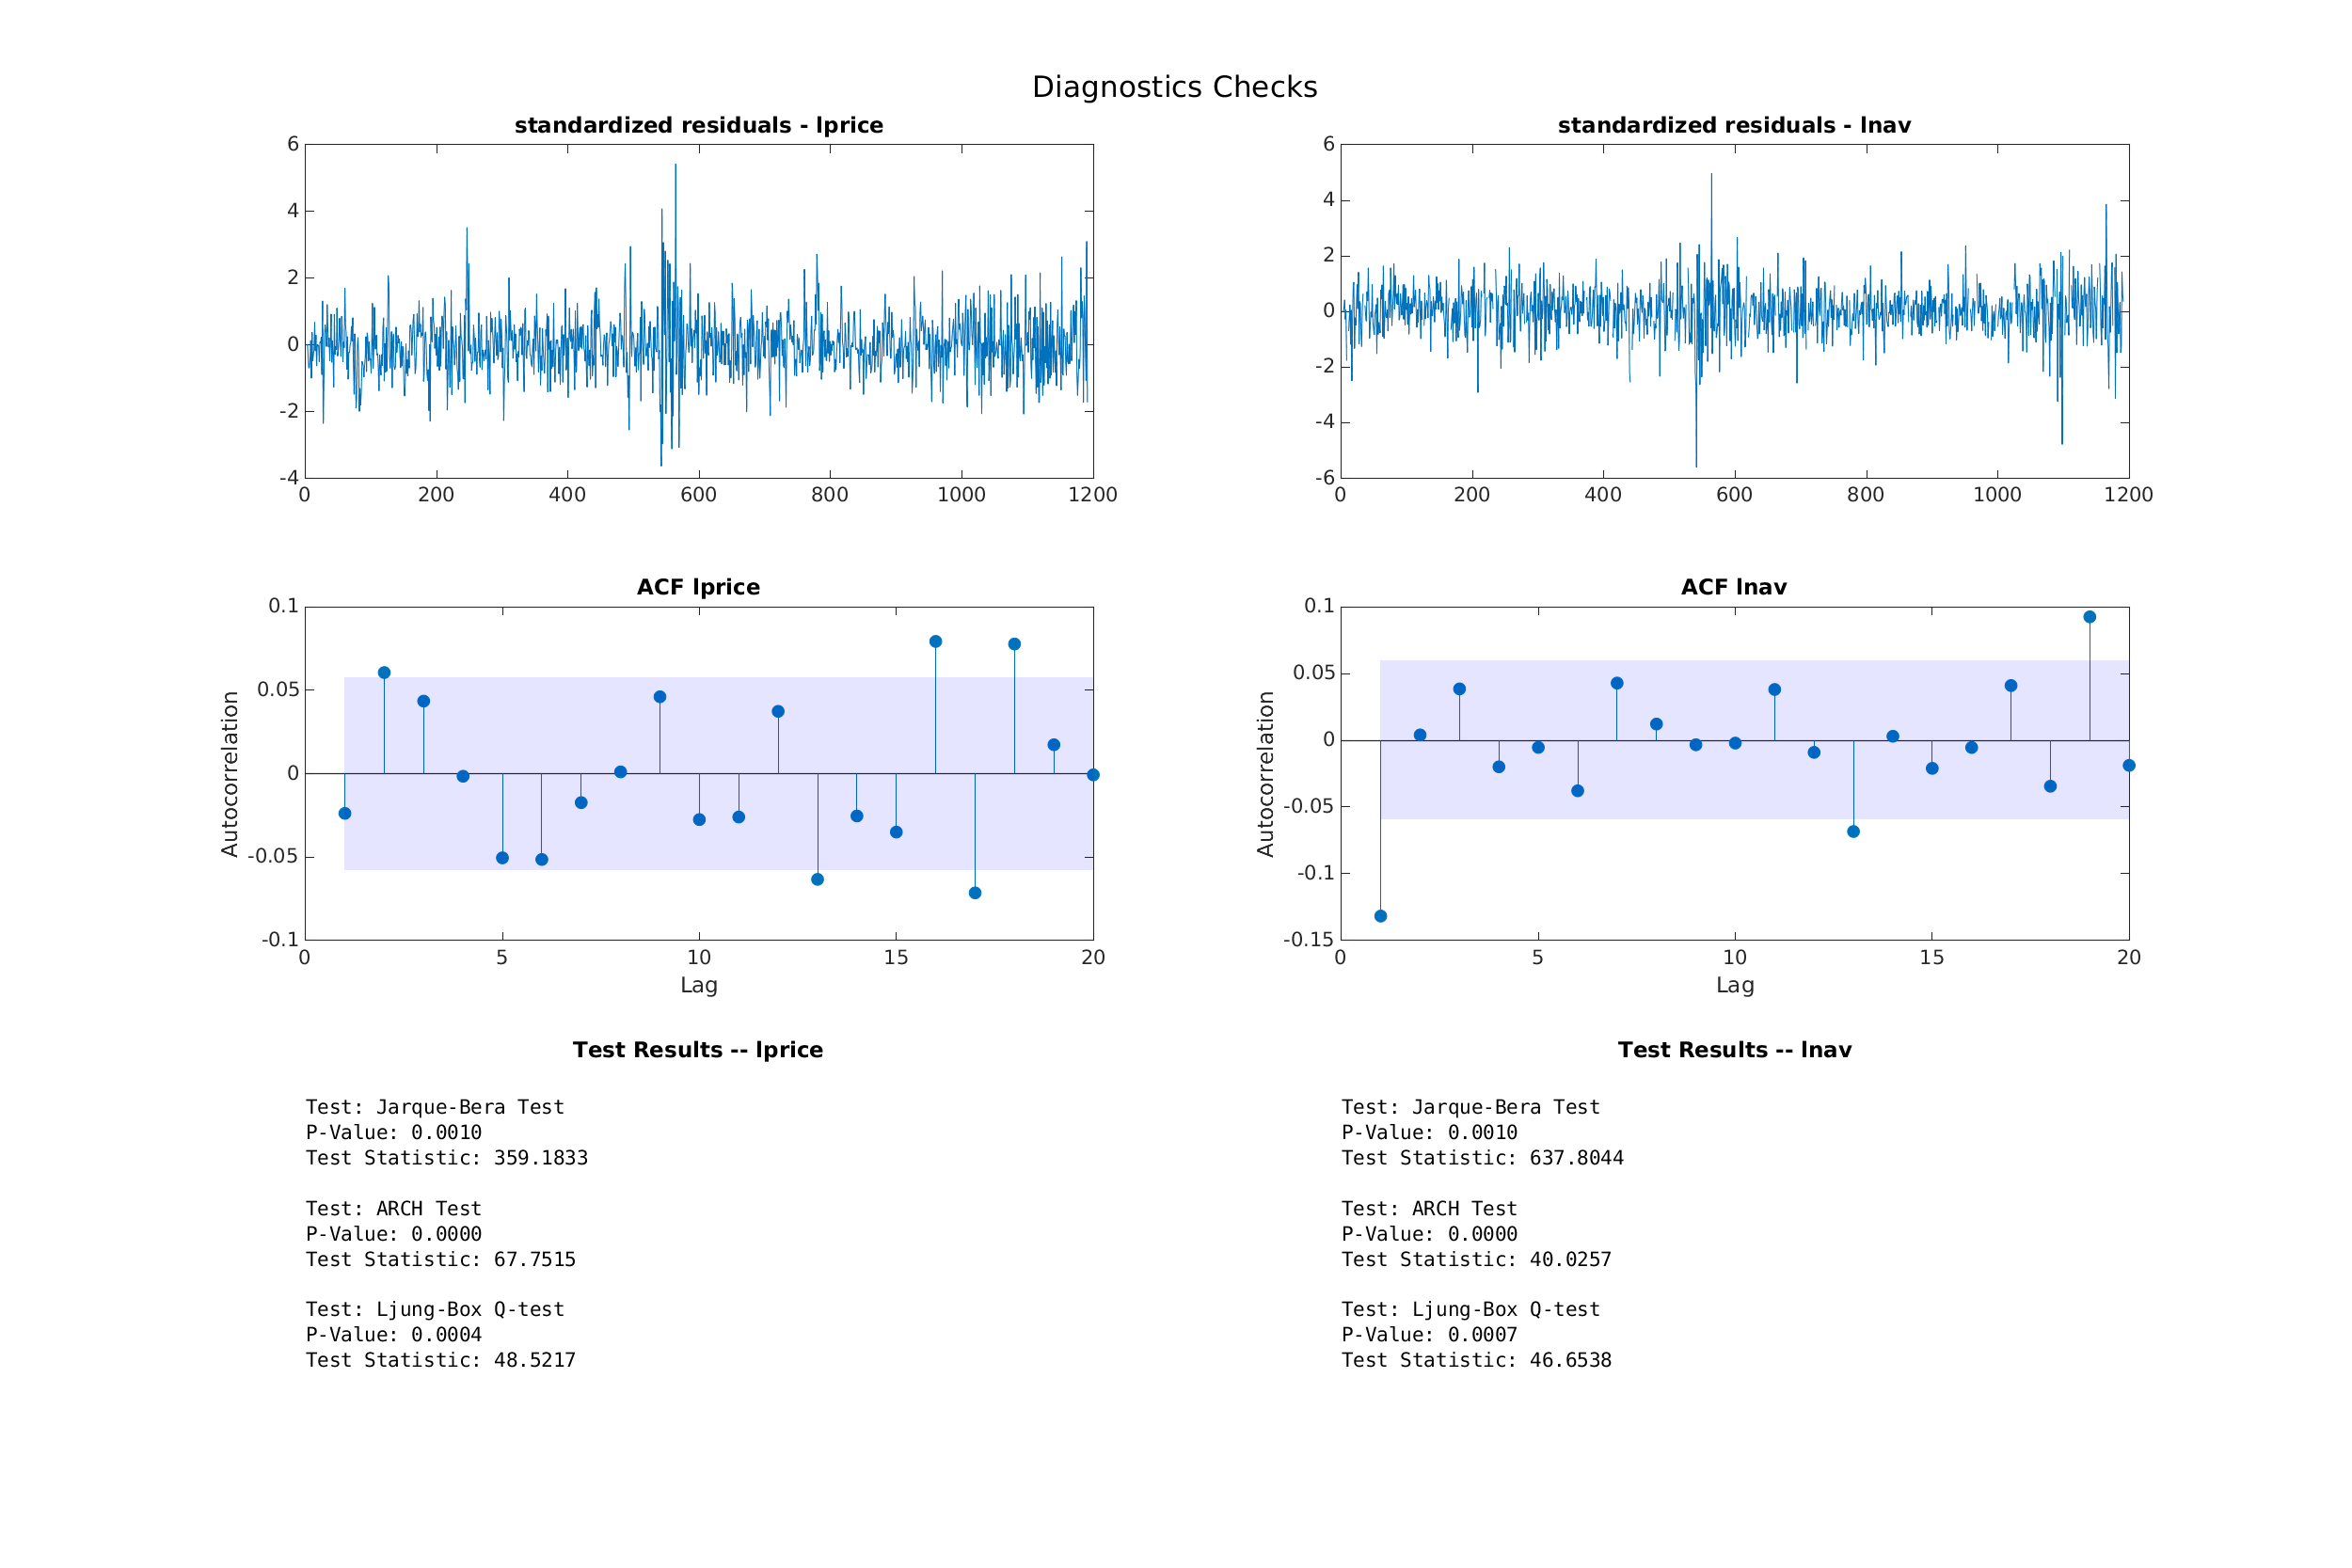 Diagnostics Checks
standardized residuals - lprice
6
4
2
0
-2
-4
0 200 400 600 800 1000 1200
standardized residuals - lnav
6
4
2
0
-2
-4
-6
0 200 400 600 800 1000 1200
ACF lprice
0.1
0.05
0
-0.05
-0.1
Autocorrelation
0 5 10 15 20
Lag
ACF lnav
0.1
0.05
0
-0.05
-0.1
-0.15
Autocorrelation
0 5 10 15 20
Lag
Test Results -- lprice
Test: Jarque-Bera Test
P-Value: 0.0010
Test Statistic: 359.1833
Test: ARCH Test
P-Value: 0.0000
Test Statistic: 67.7515
Test: Ljung-Box Q-test
P-Value: 0.0004
Test Statistic: 48.5217
Test Results -- lnav
Test: Jarque-Bera Test
P-Value: 0.0010
Test Statistic: 637.8044
Test: ARCH Test
P-Value: 0.0000
Test Statistic: 40.0257
Test: Ljung-Box Q-test
P-Value: 0.0007
Test Statistic: 46.6538